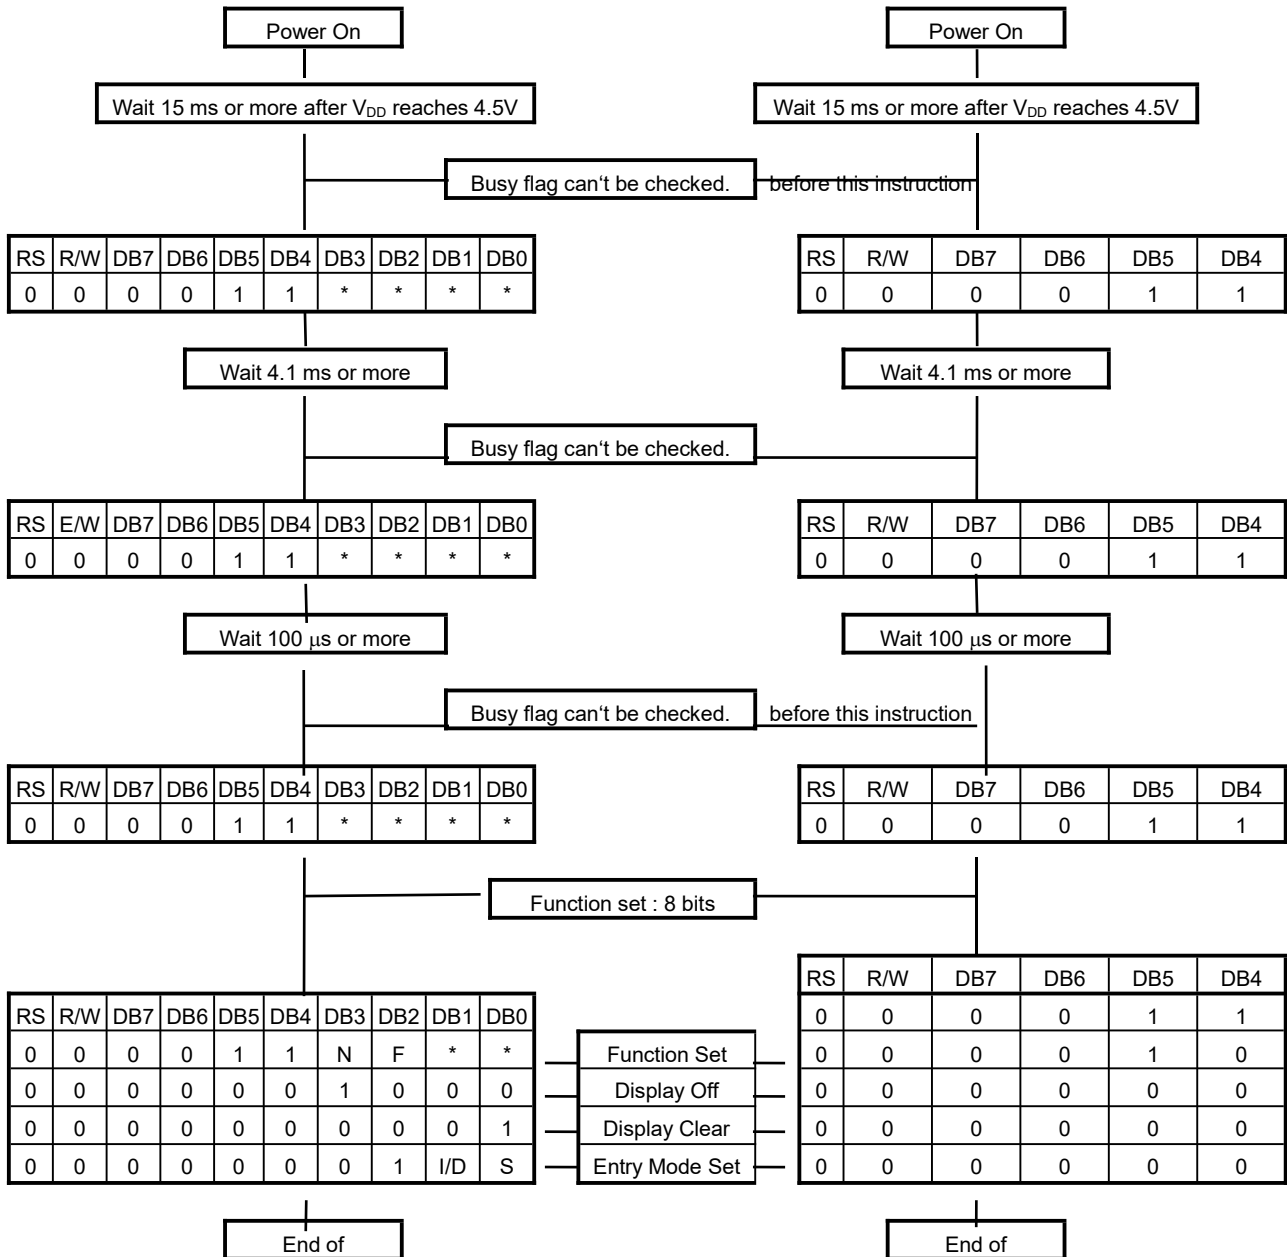 Power On
Power On
Wait 15 ms or more after VDD reaches 4.5V
Wait 15 ms or more after VDD reaches 4.5V
Busy flag can‘t be checked.
before this instruction
RS R/W DB7 DB6 DB5 DB4 DB3 DB2 DB1 DB0
0 0 0 0 1 1 * * * *
RS R/W DB7 DB6 DB5 DB4
0 0 0 0 1 1
Wait 4.1 ms or more
Wait 4.1 ms or more
Busy flag can‘t be checked.
RS E/W DB7 DB6 DB5 DB4 DB3 DB2 DB1 DB0
0 0 0 0 1 1 * * * *
RS R/W DB7 DB6 DB5 DB4
0 0 0 0 1 1
Wait 100 μs or more
Wait 100 μs or more
Busy flag can‘t be checked.
before this instruction
RS R/W DB7 DB6 DB5 DB4 DB3 DB2 DB1 DB0
0 0 0 0 1 1 * * * *
RS R/W DB7 DB6 DB5 DB4
0 0 0 0 1 1
Function set : 8 bits
RS R/W DB7 DB6 DB5 DB4 DB3 DB2 DB1 DB0
0 0 0 0 1 1 N F * *
0 0 0 0 0 0 1 0 0 0
0 0 0 0 0 0 0 0 0 1
0 0 0 0 0 0 0 1 I/D S
Function Set
Display Off
Display Clear
Entry Mode Set
RS R/W DB7 DB6 DB5 DB4
0 0 0 0 1 1
0 0 0 0 1 0
0 0 0 0 0 0
0 0 0 0 0 0
0 0 0 0 0 0
End of
End of